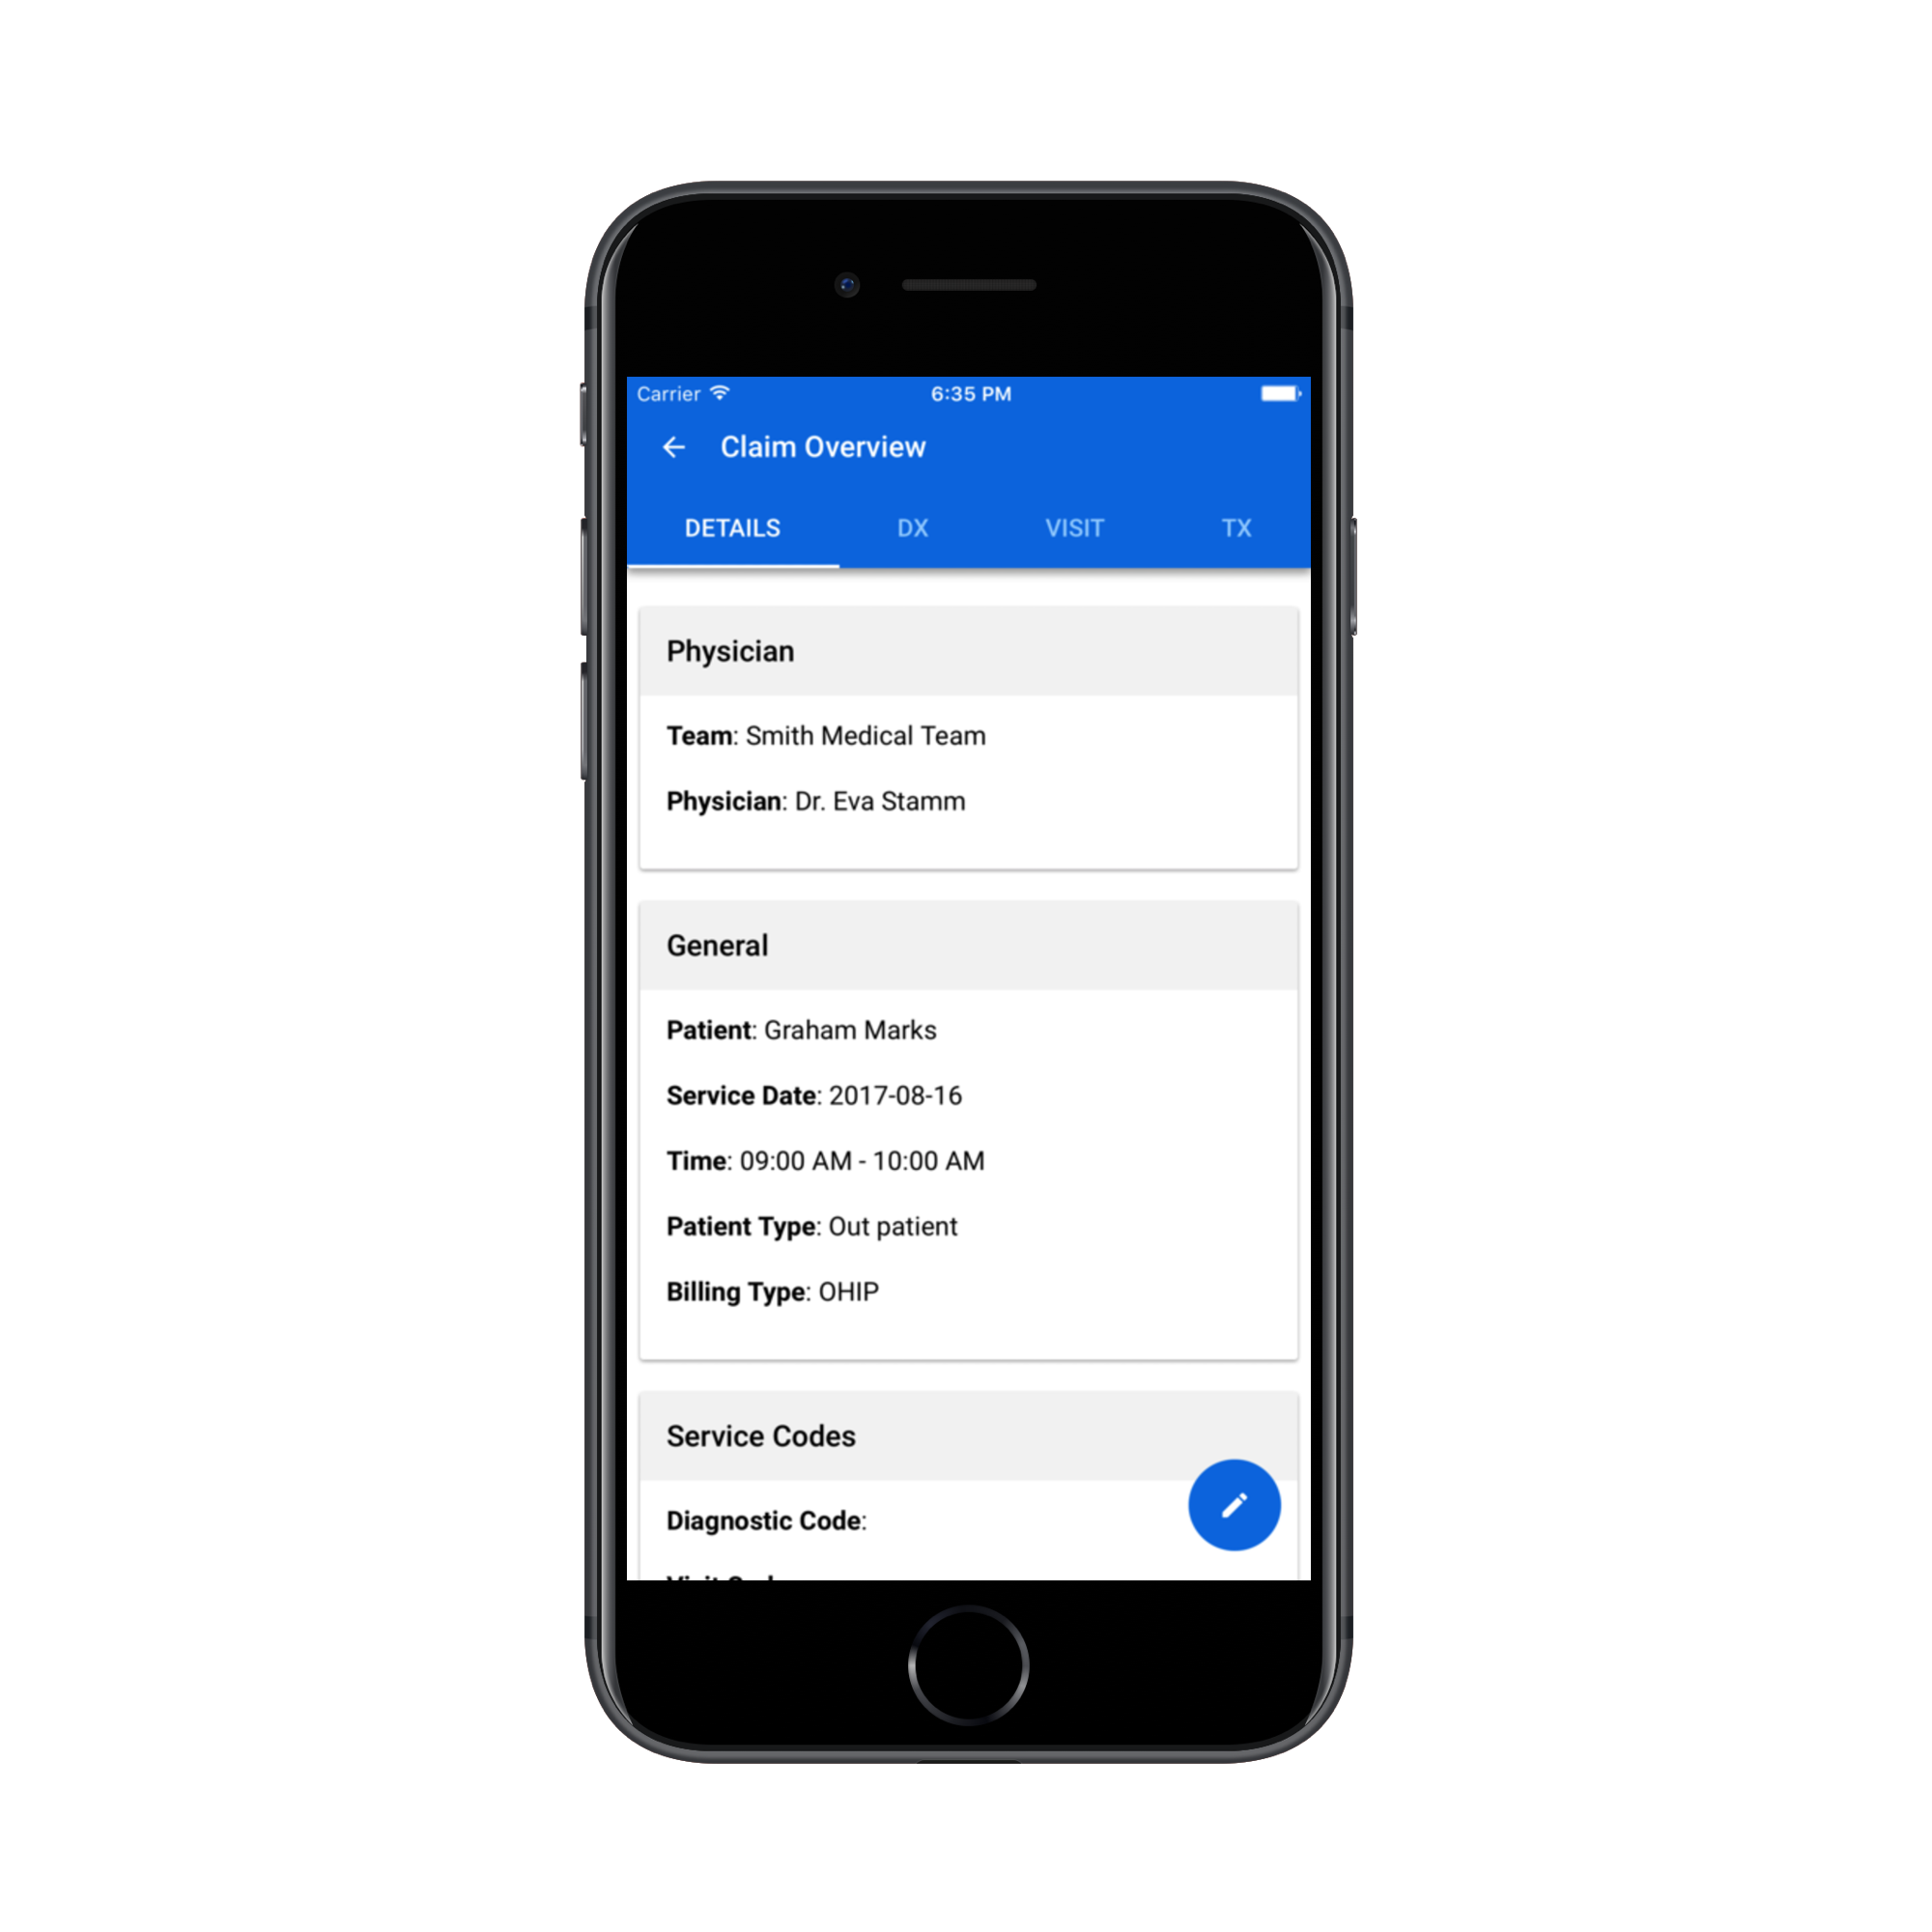 Carrier 6:35 PM
Claim Overview
DETAILS DX VISIT TX
Physician
Team: Smith Medical Team
Physician: Dr. Eva Stamm
General
Patient: Graham Marks
Service Date: 2017-08-16
Time: 09:00 AM - 10:00 AM
Patient Type: Out patient
Billing Type: OHIP
Service Codes
Diagnostic Code: